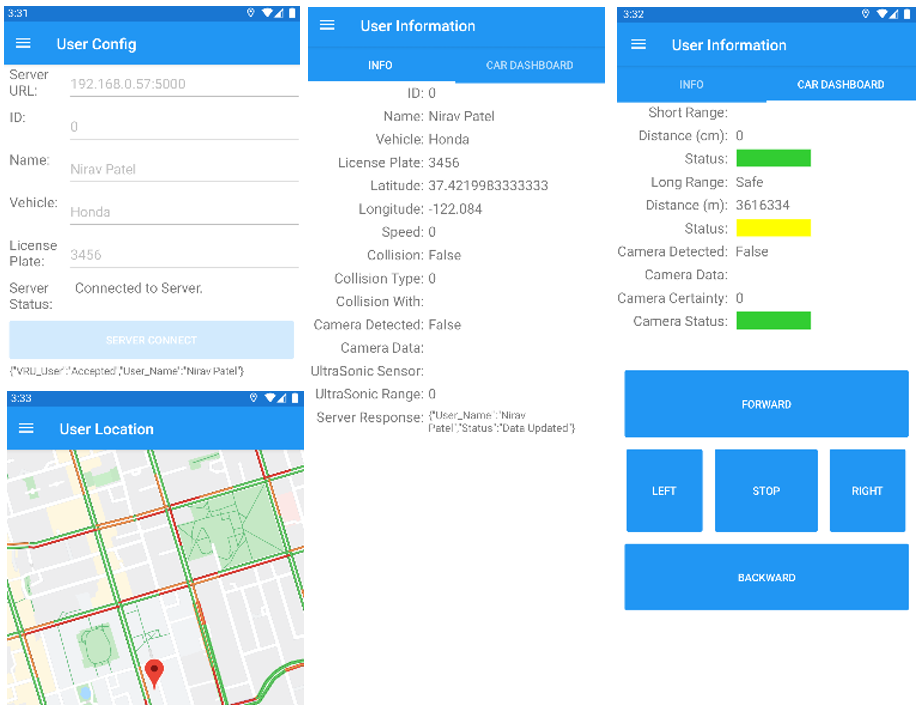 3:31
User Config
Server
URL:
192.168.0.57:5000
ID:
0
Name:
Nirav Patel
Vehicle:
Honda
License
Plate:
3456
Server
Status:
Connected to Server.
SERVER CONNECT
{"VRU_User":"Accepted","User_Name":"Nirav Patel"}
3:33
User Location
User Information
INFO CAR DASHBOARD
ID: 0
Name: Nirav Patel
Vehicle: Honda
License Plate: 3456
Latitude: 37.4219983333333
Longitude: -122.084
Speed: 0
Collision: False
Collision Type: 0
Collision With:
Camera Detected: False
Camera Data:
UltraSonic Sensor:
UltraSonic Range: 0
Server Response: {"User_Name":"Nirav
Patel","Status":"Data Updated"}
3:32
User Information
INFO CAR DASHBOARD
Short Range:
Distance (cm): 0
Status:
Long Range: Safe
Distance (m): 3616334
Status:
Camera Detected: False
Camera Data:
Camera Certainty: 0
Camera Status:
FORWARD
LEFT STOP RIGHT
BACKWARD